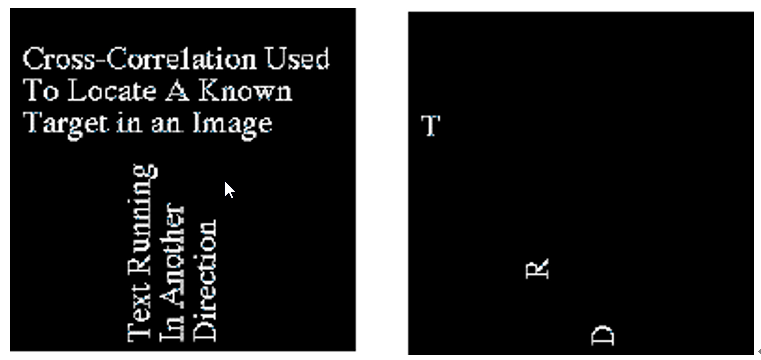 Cross-Correlation Used
To Locate A Known
Target in an Image
Text Running
In Another
Direction
T
R
D